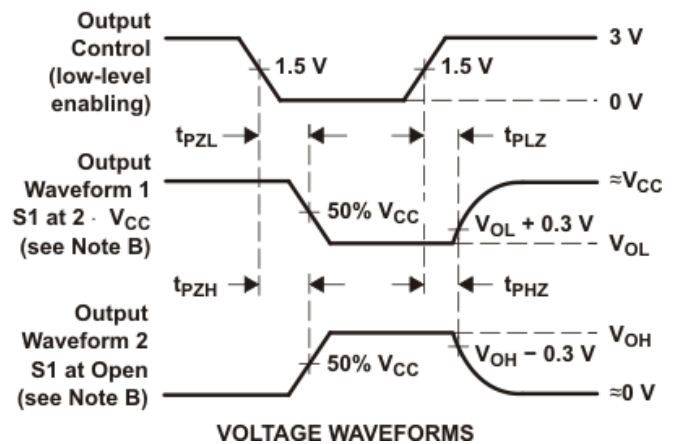 Output
Control
(low-level
enabling)
3 V
1.5 V
1.5 V
0 V
tPZL
tPLZ
Output
Waveform 1
S1 at 2 · VCC
(see Note B)
≈VCC
50% VCC
VOL + 0.3 V
VOL
tPZH
tPHZ
Output
Waveform 2
S1 at Open
(see Note B)
VOH
50% VCC
VOH − 0.3 V
≈0 V
VOLTAGE WAVEFORMS